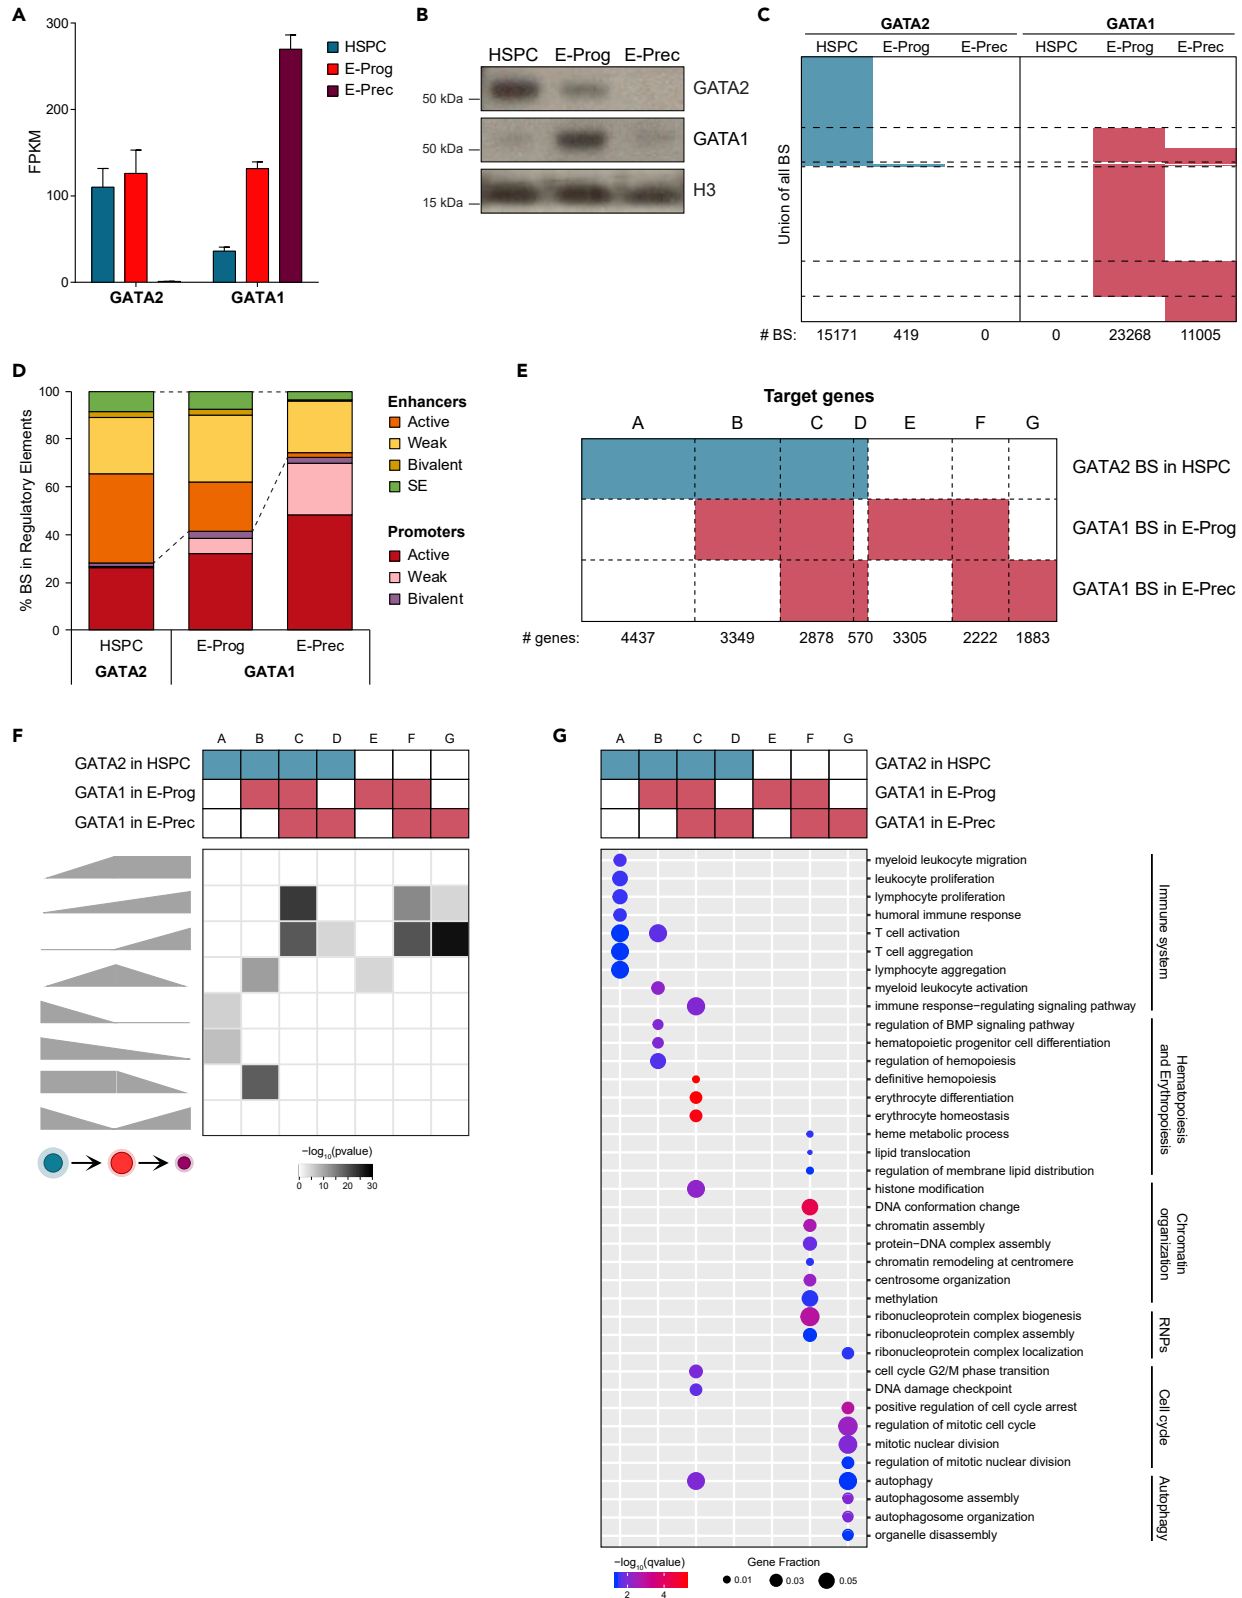 A
300
200
100
0
FPKM
GATA2
GATA1
HSPC
E-Prog
E-Prec
B
HSPC
E-Prog
E-Prec
50 kDa
GATA2
50 kDa
GATA1
15 kDa
H3
C
GATA2
GATA1
HSPC
E-Prog
E-Prec
HSPC
E-Prog
E-Prec
Union of all BS
# BS:
15171
419
0
0
23268
11005
D
100
80
60
40
20
0
% BS in Regulatory Elements
HSPC
E-Prog
E-Prec
GATA2
GATA1
Enhancers
Active
Weak
Bivalent
SE
Promoters
Active
Weak
Bivalent
E
Target genes
A
B
C
D
E
F
G
GATA2 BS in HSPC
GATA1 BS in E-Prog
GATA1 BS in E-Prec
# genes:
4437
3349
2878
570
3305
2222
1883
F
A
B
C
D
E
F
G
GATA2 in HSPC
GATA1 in E-Prog
GATA1 in E-Prec
−log10(pvalue)
0
10
20
30
G
A
B
C
D
E
F
G
GATA2 in HSPC
GATA1 in E-Prog
GATA1 in E-Prec
myeloid leukocyte migration
leukocyte proliferation
lymphocyte proliferation
humoral immune response
T cell activation
T cell aggregation
lymphocyte aggregation
myeloid leukocyte activation
immune response−regulating signaling pathway
regulation of BMP signaling pathway
hematopoietic progenitor cell differentiation
regulation of hemopoiesis
definitive hemopoiesis
erythrocyte differentiation
erythrocyte homeostasis
heme metabolic process
lipid translocation
regulation of membrane lipid distribution
histone modification
DNA conformation change
chromatin assembly
protein−DNA complex assembly
chromatin remodeling at centromere
centrosome organization
methylation
ribonucleoprotein complex biogenesis
ribonucleoprotein complex assembly
ribonucleoprotein complex localization
cell cycle G2/M phase transition
DNA damage checkpoint
positive regulation of cell cycle arrest
regulation of mitotic cell cycle
mitotic nuclear division
regulation of mitotic nuclear division
autophagy
autophagosome assembly
autophagosome organization
organelle disassembly
Immune system
Hematopoiesis
and Erythropoiesis
Chromatin
organization
RNPs
Cell cycle
Autophagy
−log10(qvalue)
2
4
Gene Fraction
0.01
0.03
0.05